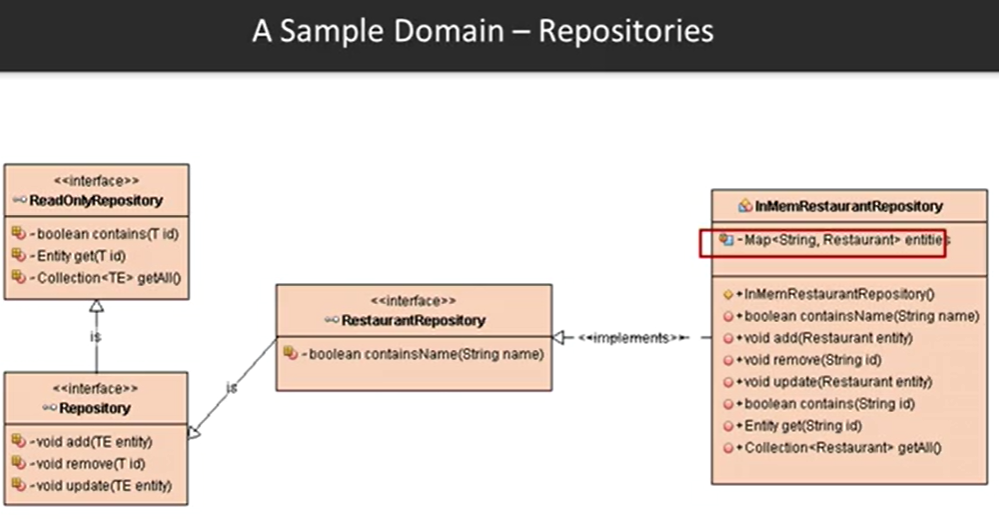 A Sample Domain – Repositories
<<interface>>
ReadOnlyRepository
-boolean contains(T id)
-Entity get(T id)
-Collection<TE> getAll()
is
<<interface>>
Repository
-void add(TE entity)
-void remove(T id)
-void update(TE entity)
is
<<interface>>
RestaurantRepository
-boolean containsName(String name)
<<implements>>
InMemRestaurantRepository
-Map<String, Restaurant> entities
+InMemRestaurantRepository()
+boolean containsName(String name)
+void add(Restaurant entity)
+void remove(String id)
+void update(Restaurant entity)
+boolean contains(String id)
+Entity get(String id)
+Collection<Restaurant> getAll()